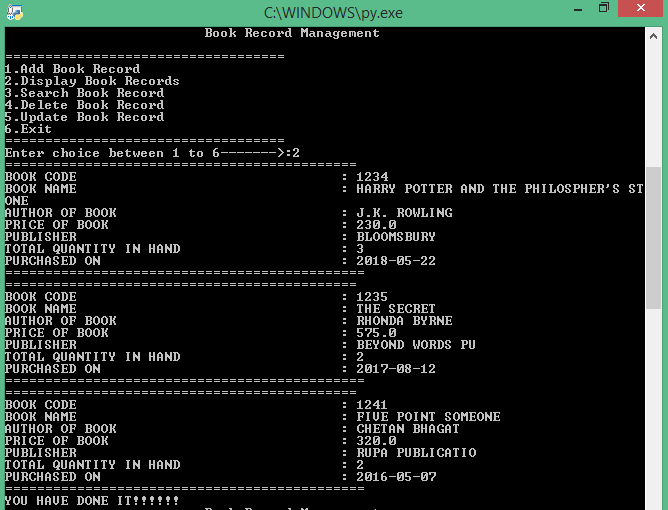 C:\WINDOWS\py.exe
Book Record Management
===================================
1.Add Book Record
2.Display Book Records
3.Search Book Record
4.Delete Book Record
5.Update Book Record
6.Exit
===================================
Enter choice between 1 to 6------->:2
============================================
BOOK CODE : 1234
BOOK NAME : HARRY POTTER AND THE PHILOSPHER'S ST
ONE
AUTHOR OF BOOK : J.K. ROWLING
PRICE OF BOOK : 230.0
PUBLISHER : BLOOMSBURY
TOTAL QUANTITY IN HAND : 3
PURCHASED ON : 2018-05-22
=============================================
============================================
BOOK CODE : 1235
BOOK NAME : THE SECRET
AUTHOR OF BOOK : RHONDA BYRNE
PRICE OF BOOK : 575.0
PUBLISHER : BEYOND WORDS PU
TOTAL QUANTITY IN HAND : 2
PURCHASED ON : 2017-08-12
=============================================
============================================
BOOK CODE : 1241
BOOK NAME : FIVE POINT SOMEONE
AUTHOR OF BOOK : CHETAN BHAGAT
PRICE OF BOOK : 320.0
PUBLISHER : RUPA PUBLICATIO
TOTAL QUANTITY IN HAND : 2
PURCHASED ON : 2016-05-07
=============================================
YOU HAVE DONE IT!!!!!!
Book Record Management